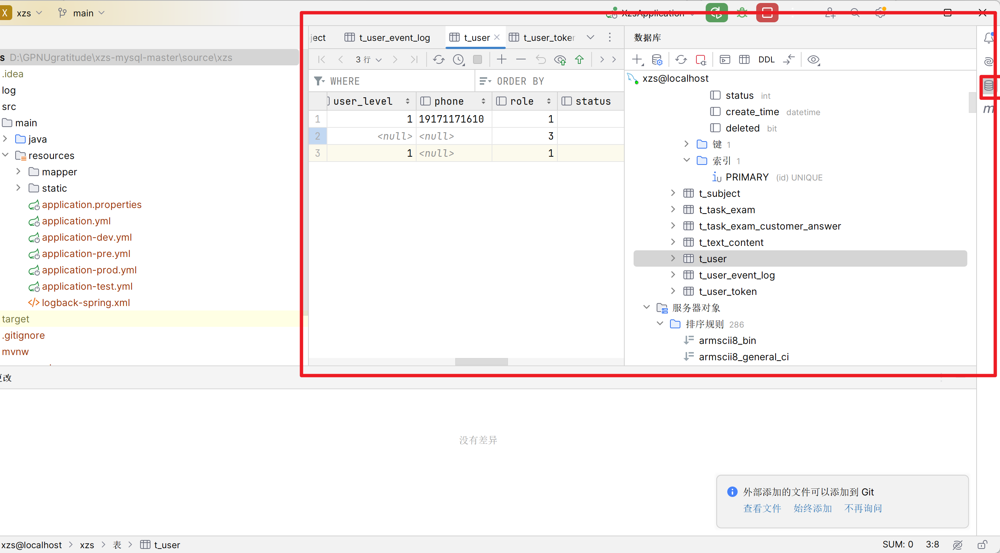 X xzs main XzsApplication
s D:\GPNUgratitude\xzs-mysql-master\source\xzs
.idea
log
src
main
java
resources
mapper
static
application.properties
application.yml
application-dev.yml
application-pre.yml
application-prod.yml
application-test.yml
logback-spring.xml
target
.gitignore
mvnw
ject t_user_event_log t_user t_user_token
3 行
WHERE ORDER BY
user_level phone role status
1 1 19171171610 1
2 <null> <null> 3
3 1 <null> 1
数据库
DDL
xzs@localhost
status int
create_time datetime
deleted bit
键 1
索引 1
PRIMARY (id) UNIQUE
t_subject
t_task_exam
t_task_exam_customer_answer
t_text_content
t_user
t_user_event_log
t_user_token
服务器对象
排序规则 286
armscii8_bin
armscii8_general_ci
m
更改
没有差异
外部添加的文件可以添加到 Git
查看文件 始终添加 不再询问
xzs@localhost xzs 表 t_user
SUM: 0 3:8